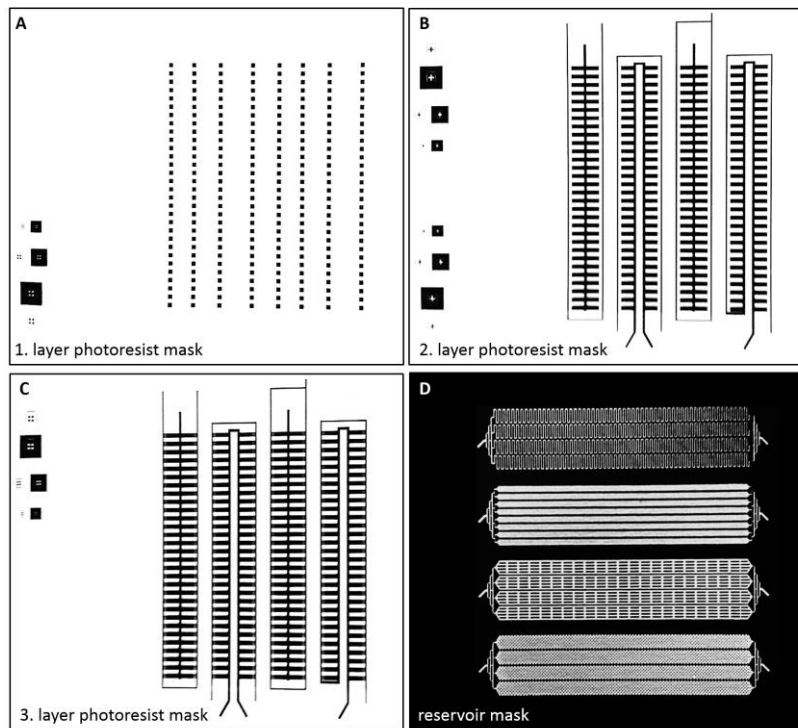 A
1. layer photoresist mask
B
2. layer photoresist mask
C
3. layer photoresist mask
D
reservoir mask